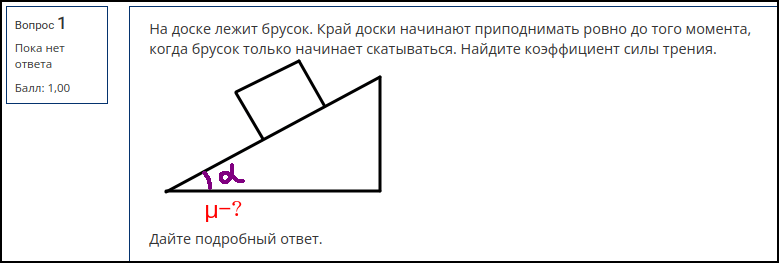 Вопрос 1
Пока нет
ответа
Балл: 1,00
На доске лежит брусок. Край доски начинают приподнимать ровно до того момента,
когда брусок только начинает скатываться. Найдите коэффициент силы трения.
α
μ-?
Дайте подробный ответ.